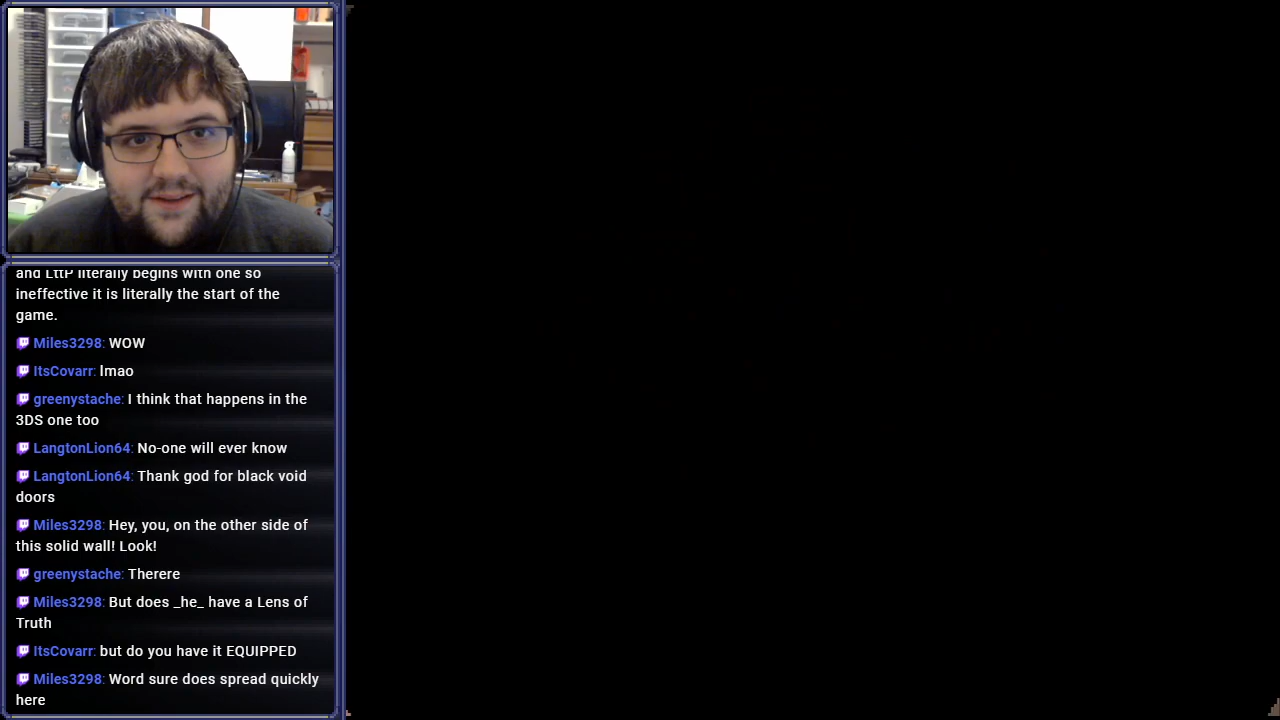 and LttP literally begins with one so
ineffective it is literally the start of the
game.
Miles3298: WOW
ItsCovarr: lmao
greenystache: I think that happens in the
3DS one too
LangtonLion64: No-one will ever know
LangtonLion64: Thank god for black void
doors
Miles3298: Hey, you, on the other side of
this solid wall! Look!
greenystache: Therere
Miles3298: But does _he_ have a Lens of
Truth
ItsCovarr: but do you have it EQUIPPED
Miles3298: Word sure does spread quickly
here